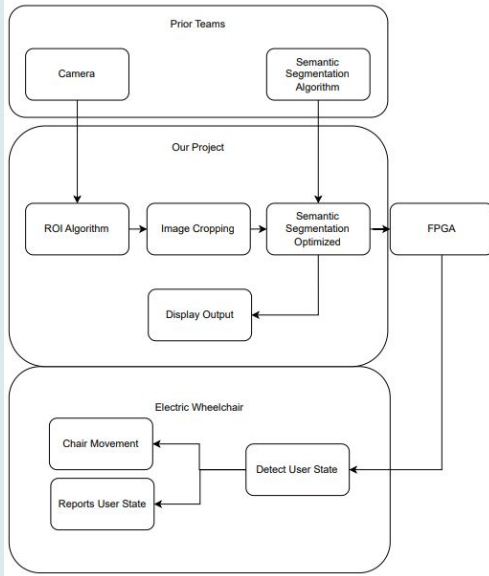 Prior Teams
Camera
Semantic
Segmentation
Algorithm
Our Project
ROI Algorithm
Image Cropping
Semantic
Segmentation
Optimized
FPGA
Display Output
Electric Wheelchair
Chair Movement
Detect User State
Reports User State